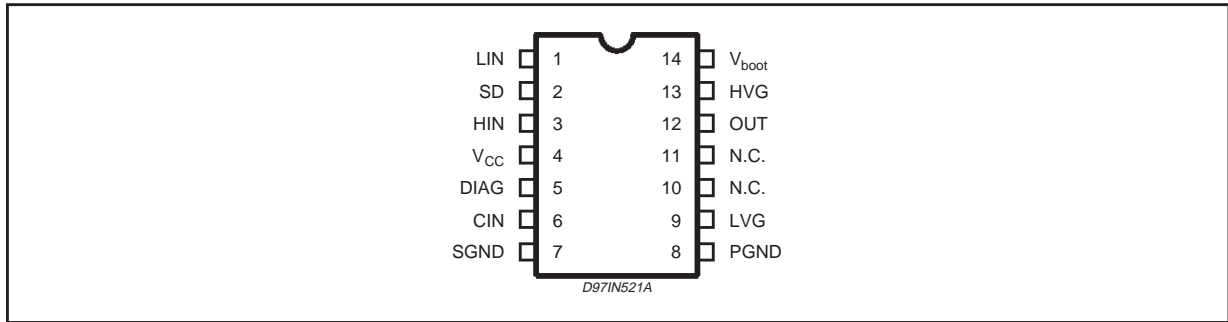 LIN 1 14 Vboot
SD 2 13 HVG
HIN 3 12 OUT
VCC 4 11 N.C.
DIAG 5 10 N.C.
CIN 6 9 LVG
SGND 7 8 PGND
D97IN521A